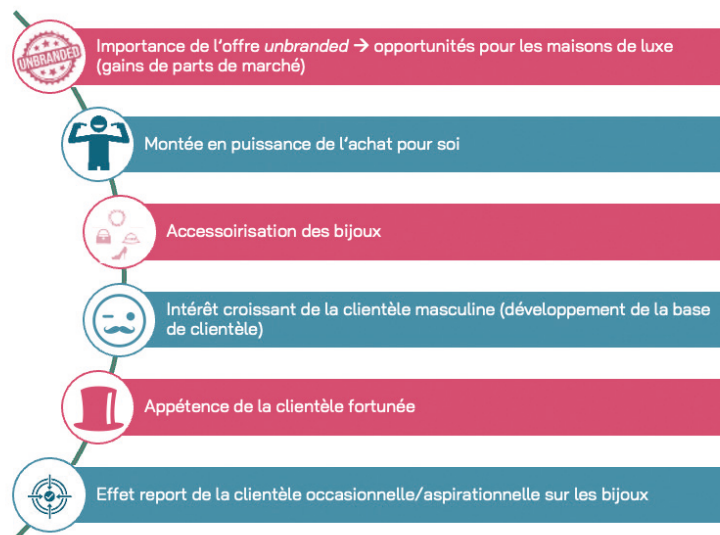 UNBRANDED
Importance de l’offre unbranded → opportunités pour les maisons de luxe
(gains de parts de marché)
Montée en puissance de l’achat pour soi
Accessoirisation des bijoux
Intérêt croissant de la clientèle masculine (développement de la base
de clientèle)
Appétence de la clientèle fortunée
Effet report de la clientèle occasionnelle/aspirationnelle sur les bijoux